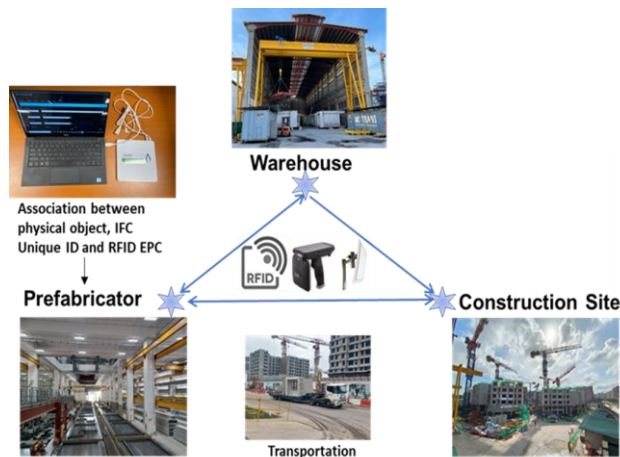 Warehouse
Association between
physical object, IFC
Unique ID and RFID EPC
RFID
Prefabricator
Construction Site
Transportation